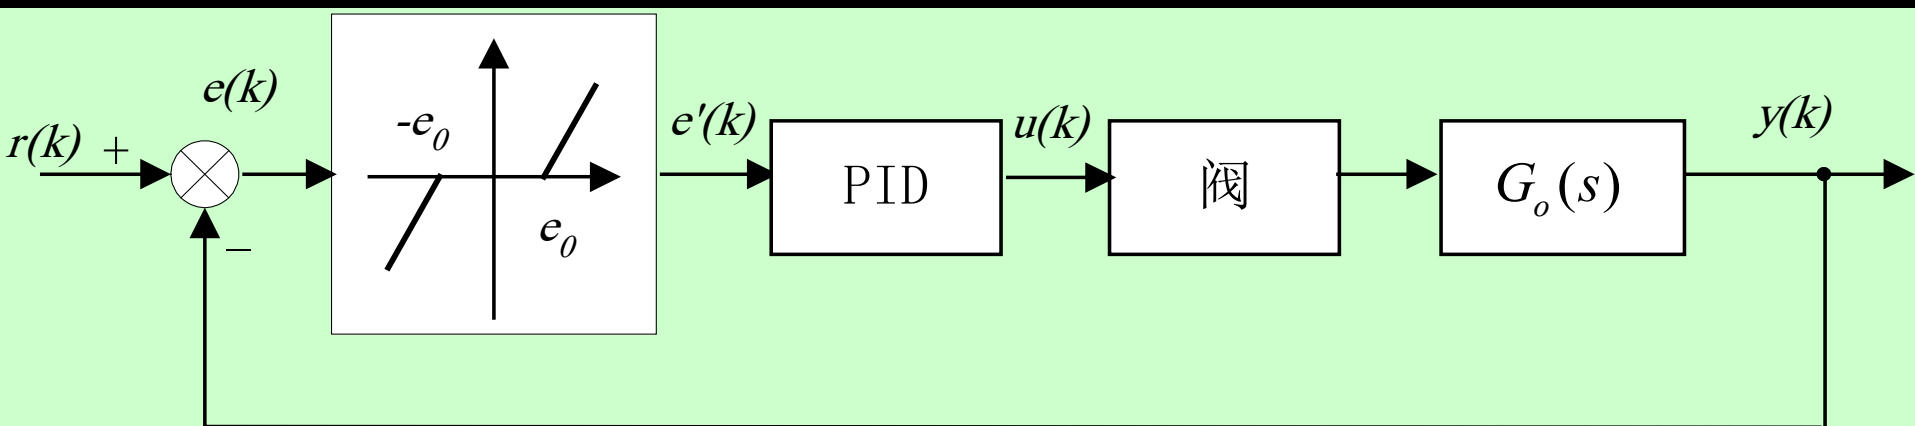 r(k)
+
−
e(k)
-e₀
e₀
e'(k)
PID
u(k)
阀
Gₒ(s)
y(k)